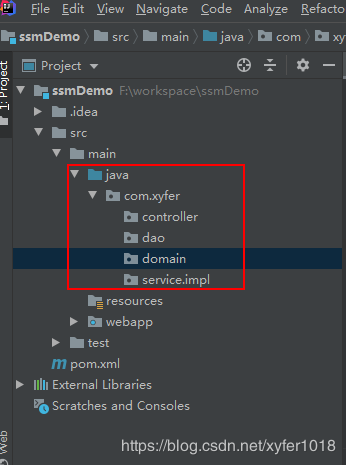 File Edit View Navigate Code Analyze Refacto
ssmDemo src main java com xy
1: Project
Project
ssmDemo F:\workspace\ssmDemo
.idea
src
main
java
com.xyfer
controller
dao
domain
service.impl
resources
webapp
test
pom.xml
External Libraries
Scratches and Consoles
Web
https://blog.csdn.net/xyfer1018